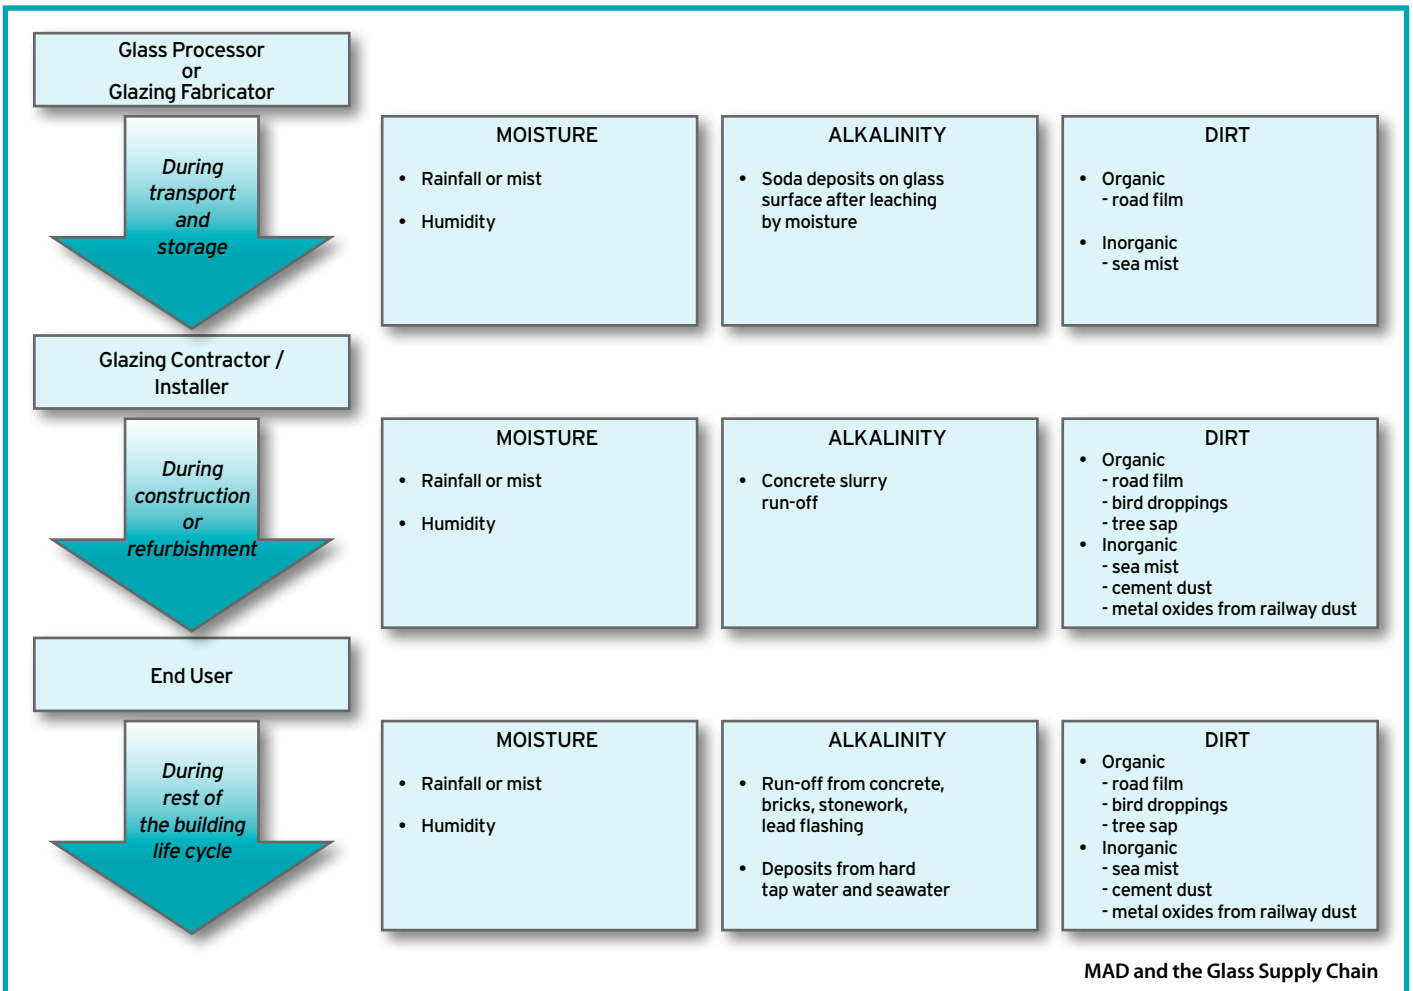 Glass Processor
or
Glazing Fabricator
During
transport
and
storage
MOISTURE
• Rainfall or mist
• Humidity
ALKALINITY
• Soda deposits on glass
surface after leaching
by moisture
DIRT
• Organic
- road film
• Inorganic
- sea mist
Glazing Contractor /
Installer
During
construction
or
refurbishment
MOISTURE
• Rainfall or mist
• Humidity
ALKALINITY
• Concrete slurry
run-off
DIRT
• Organic
- road film
- bird droppings
- tree sap
• Inorganic
- sea mist
- cement dust
- metal oxides from railway dust
End User
During
rest of
the building
life cycle
MOISTURE
• Rainfall or mist
• Humidity
ALKALINITY
• Run-off from concrete,
bricks, stonework,
lead flashing
• Deposits from hard
tap water and seawater
DIRT
• Organic
- road film
- bird droppings
- tree sap
• Inorganic
- sea mist
- cement dust
- metal oxides from railway dust
MAD and the Glass Supply Chain